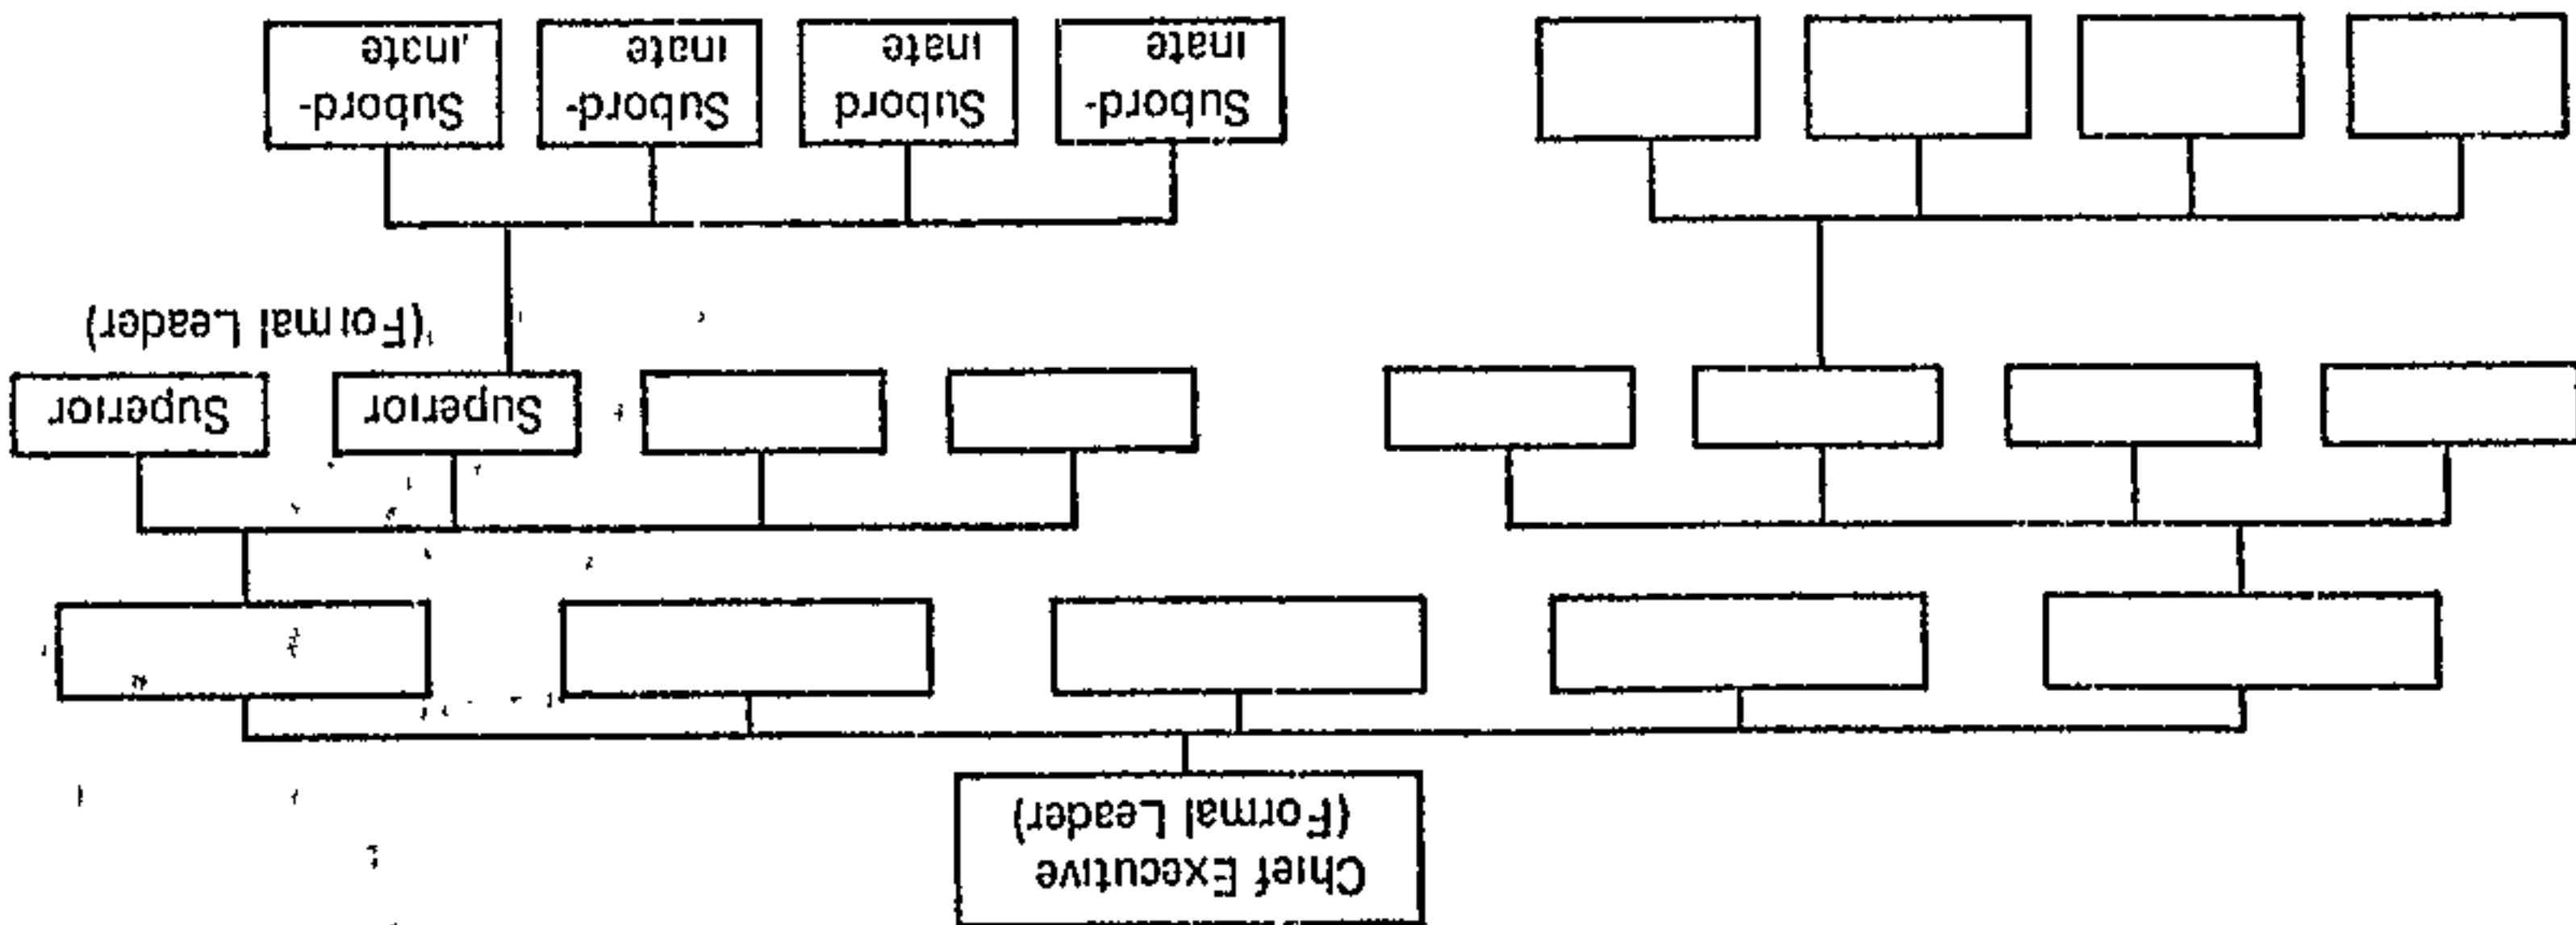 Chief Executive
(Formal Leader)
Superior
Superior
(Formal Leader)
Subord-
inate
Subord
inate
Subord-
inate
Subord-
inate